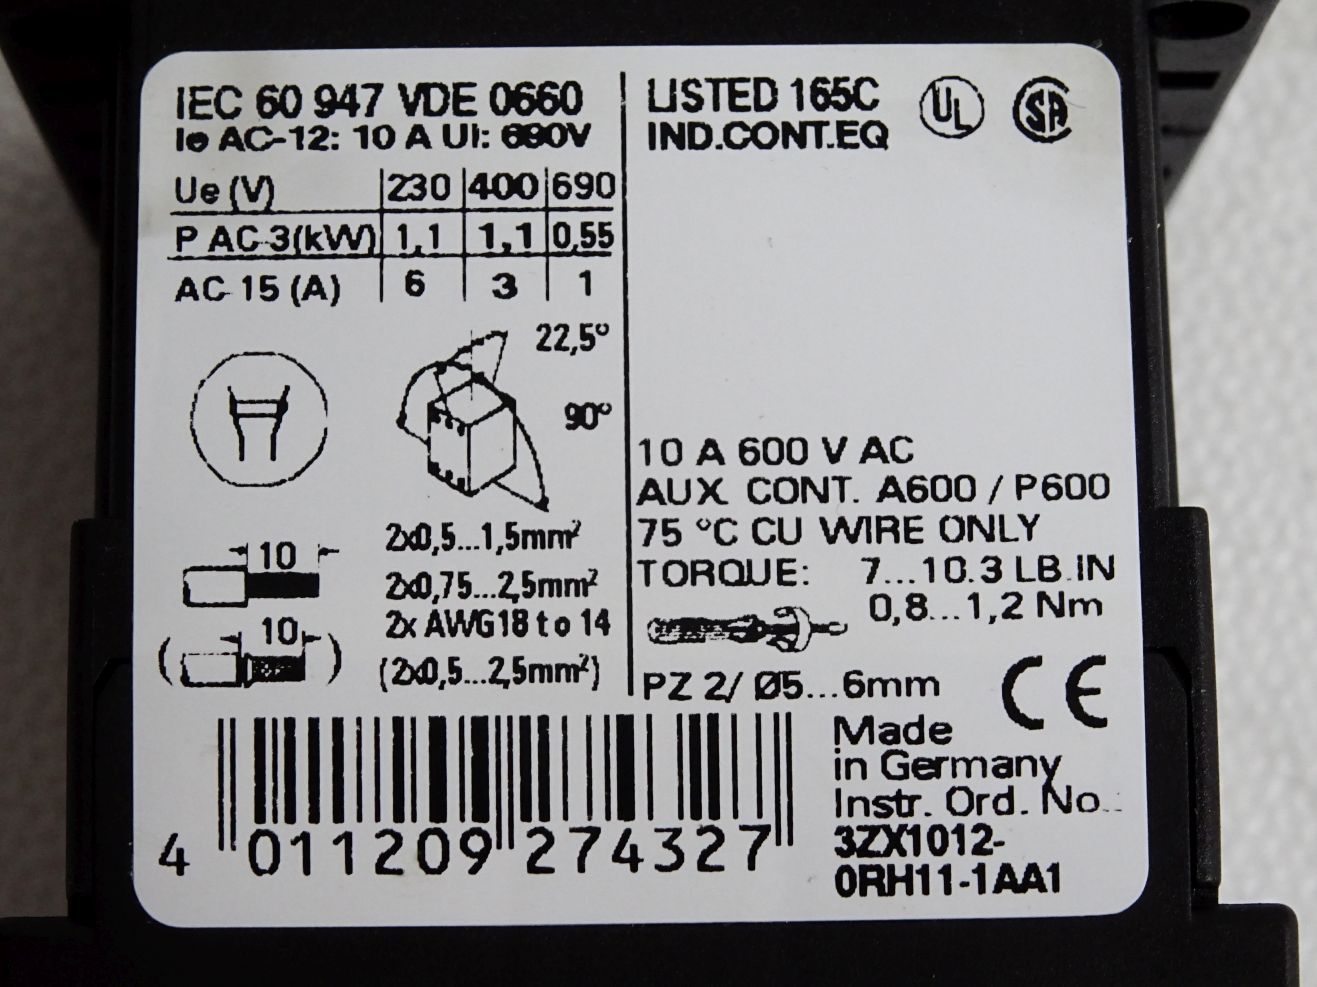 IEC 60 947 VDE 0660
Ie AC-12: 10 A Ui: 690V
Ue (V) 230 400 690
P AC-3(kW) 1,1 1,1 0,55
AC-15 (A) 6 3 1
22,5°
90°
10
2x0,5...1,5mm²
2x0,75...2,5mm²
10
2x AWG18 to 14
(2x0,5...2,5mm²)
LISTED 165C
IND.CONT.EQ
UL
SA
10 A 600 V AC
AUX. CONT. A600 / P600
75 °C CU WIRE ONLY
TORQUE: 7...10.3 LB.IN
0,8...1,2 Nm
PZ 2/ Ø5...6mm
CE
4 011209 274327
Made
in Germany
Instr. Ord. No.:
3ZX1012-
0RH11-1AA1